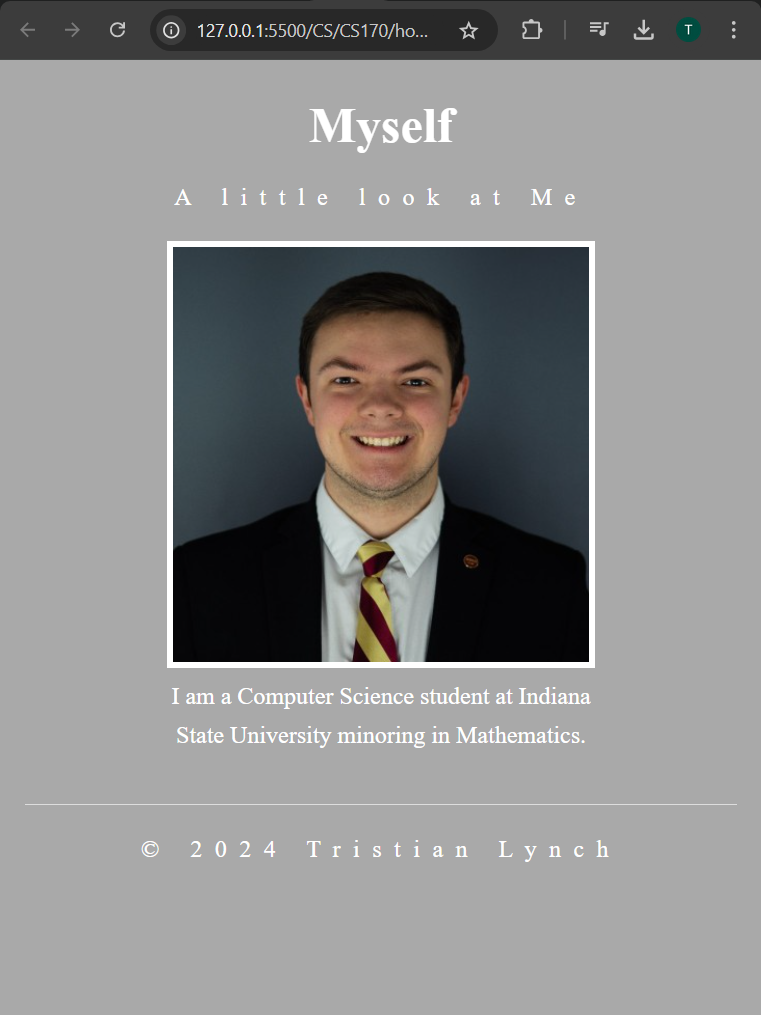 127.0.0.1:5500/CS/CS170/ho...
T
Myself
A little look at Me
I am a Computer Science student at Indiana
State University minoring in Mathematics.
© 2024 Tristian Lynch